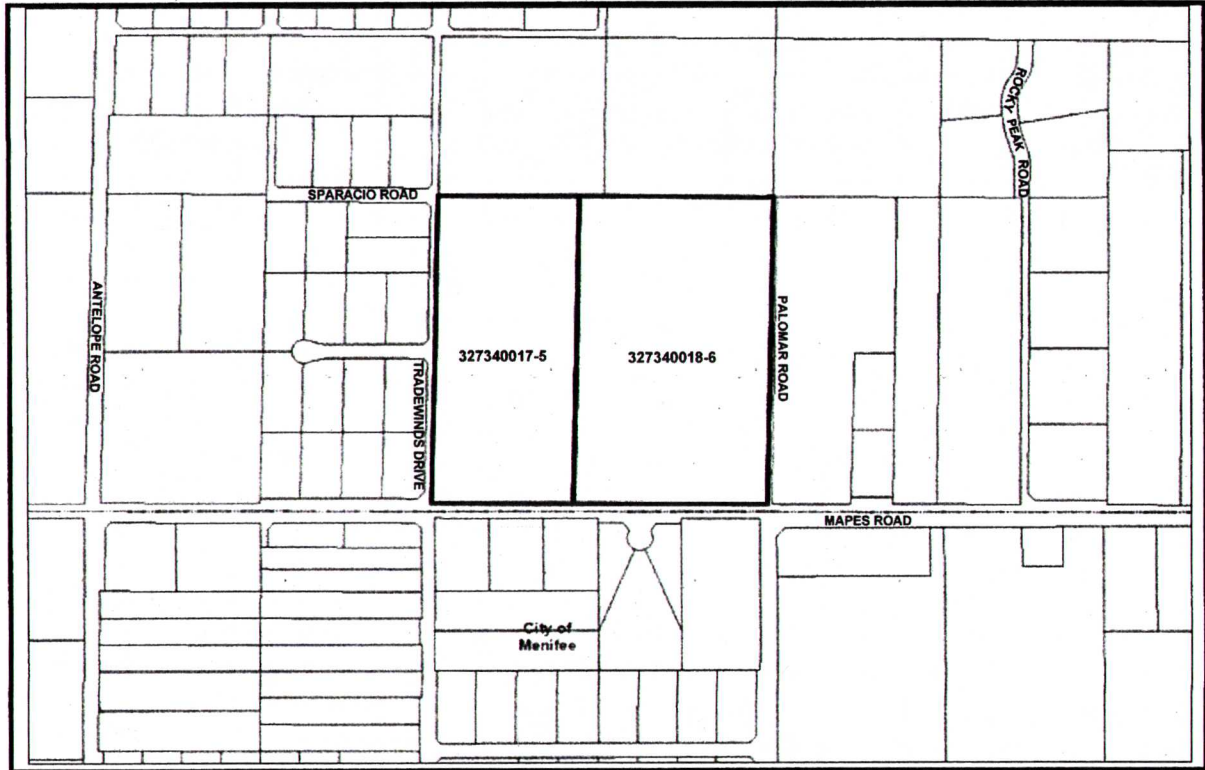 ROCKY PEAK ROAD
SPARACIO ROAD
ANTELOPE ROAD
327340017-5
327340018-6
PALOMAR ROAD
TRADEWINDS DRIVE
MAPES ROAD
City of
Menifee